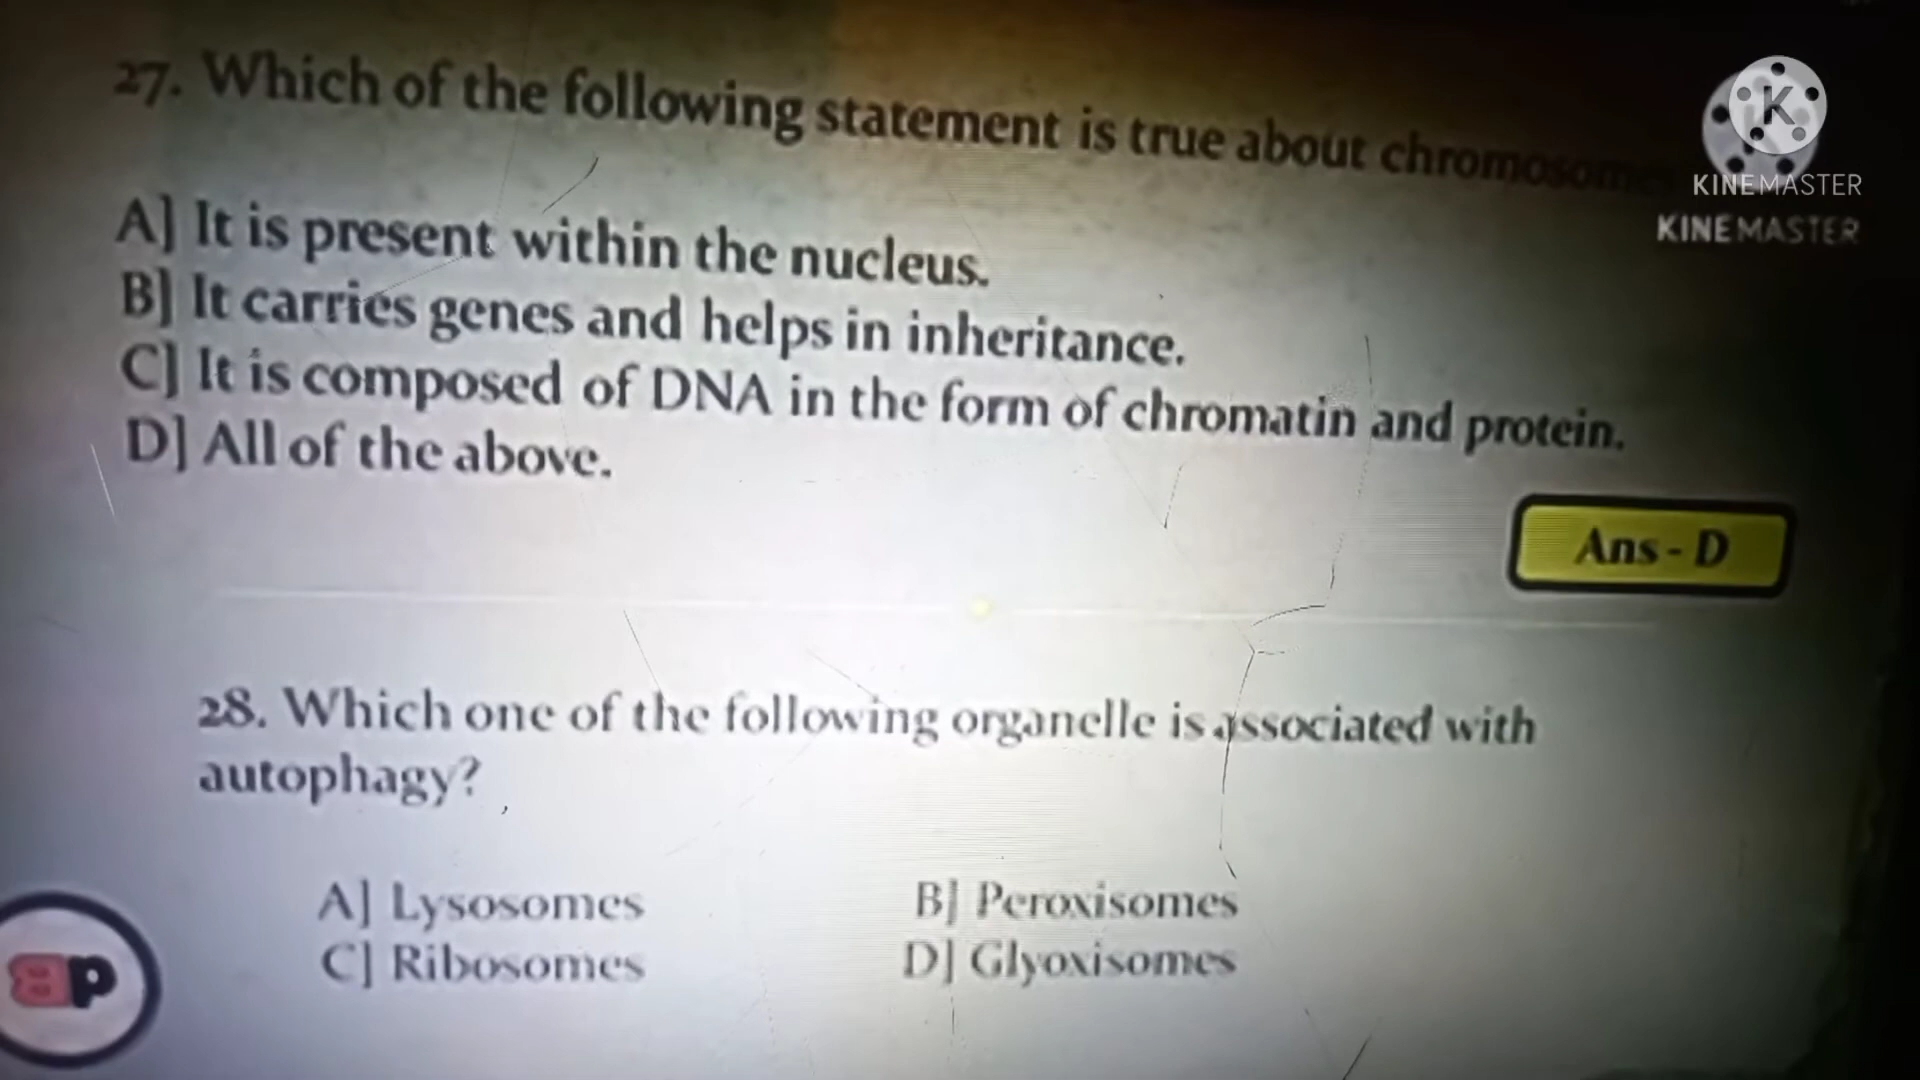 27. Which of the following statement is true about
KINEMASTER
KINEMASTER
A] It is present within the nucleus.
B] It carries genes and helps in inheritance.
C] It is composed of DNA in the form of chromatin and protein.
D] All of the above.
Ans - D
28. Which one of the following organelle is associated with
autophagy?
A] Lysosomes B] Peroxisomes
C] Ribosomes D] Glyoxisomes
BP